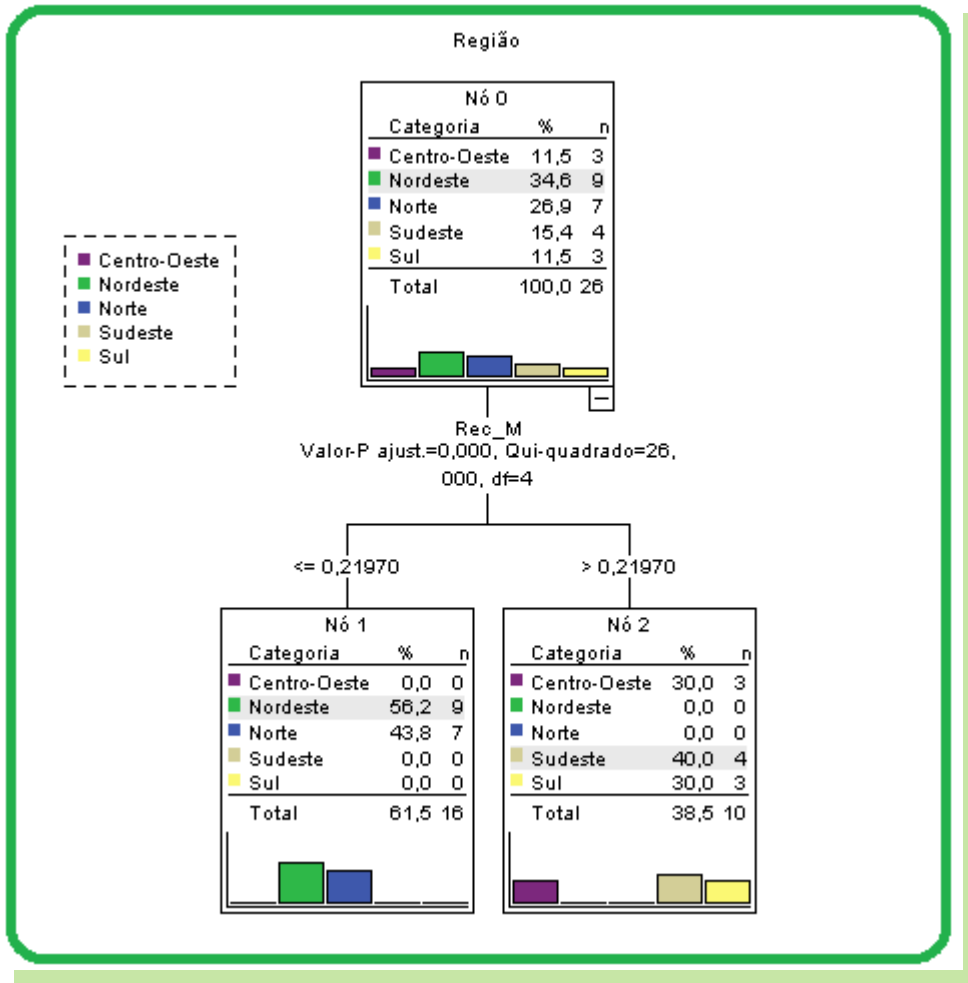 Região
Nó 0
Categoria % n
Centro-Oeste 11,5 3
Nordeste 34,6 9
Norte 26,9 7
Sudeste 15,4 4
Sul 11,5 3
Total 100,0 26
Centro-Oeste
Nordeste
Norte
Sudeste
Sul
Rec_M
Valor-P ajust.=0,000, Qui-quadrado=26,
000, df=4
<= 0,21970
> 0,21970
Nó 1
Categoria % n
Centro-Oeste 0,0 0
Nordeste 56,2 9
Norte 43,8 7
Sudeste 0,0 0
Sul 0,0 0
Total 61,5 16
Nó 2
Categoria % n
Centro-Oeste 30,0 3
Nordeste 0,0 0
Norte 0,0 0
Sudeste 40,0 4
Sul 30,0 3
Total 38,5 10